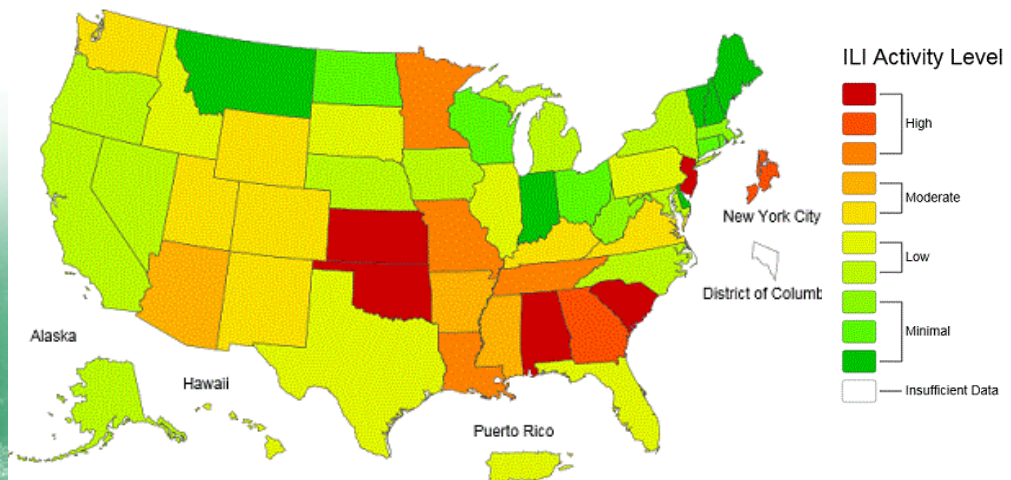 ILI Activity Level
High
Moderate
Low
Minimal
Insufficient Data
New York City
District of Columb
Alaska
Hawaii
Puerto Rico